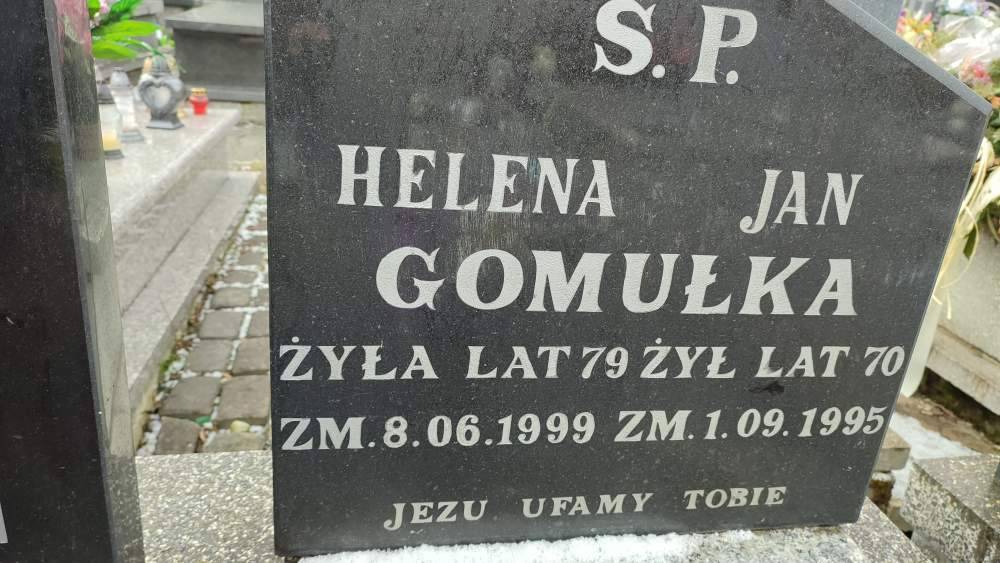 S. P.
HELENA JAN
GOMUŁKA
ŻYŁA LAT 79 ŻYŁ LAT 70
ZM. 8. 06. 1999 ZM. 1. 09. 1995
JEZU UFAMY TOBIE